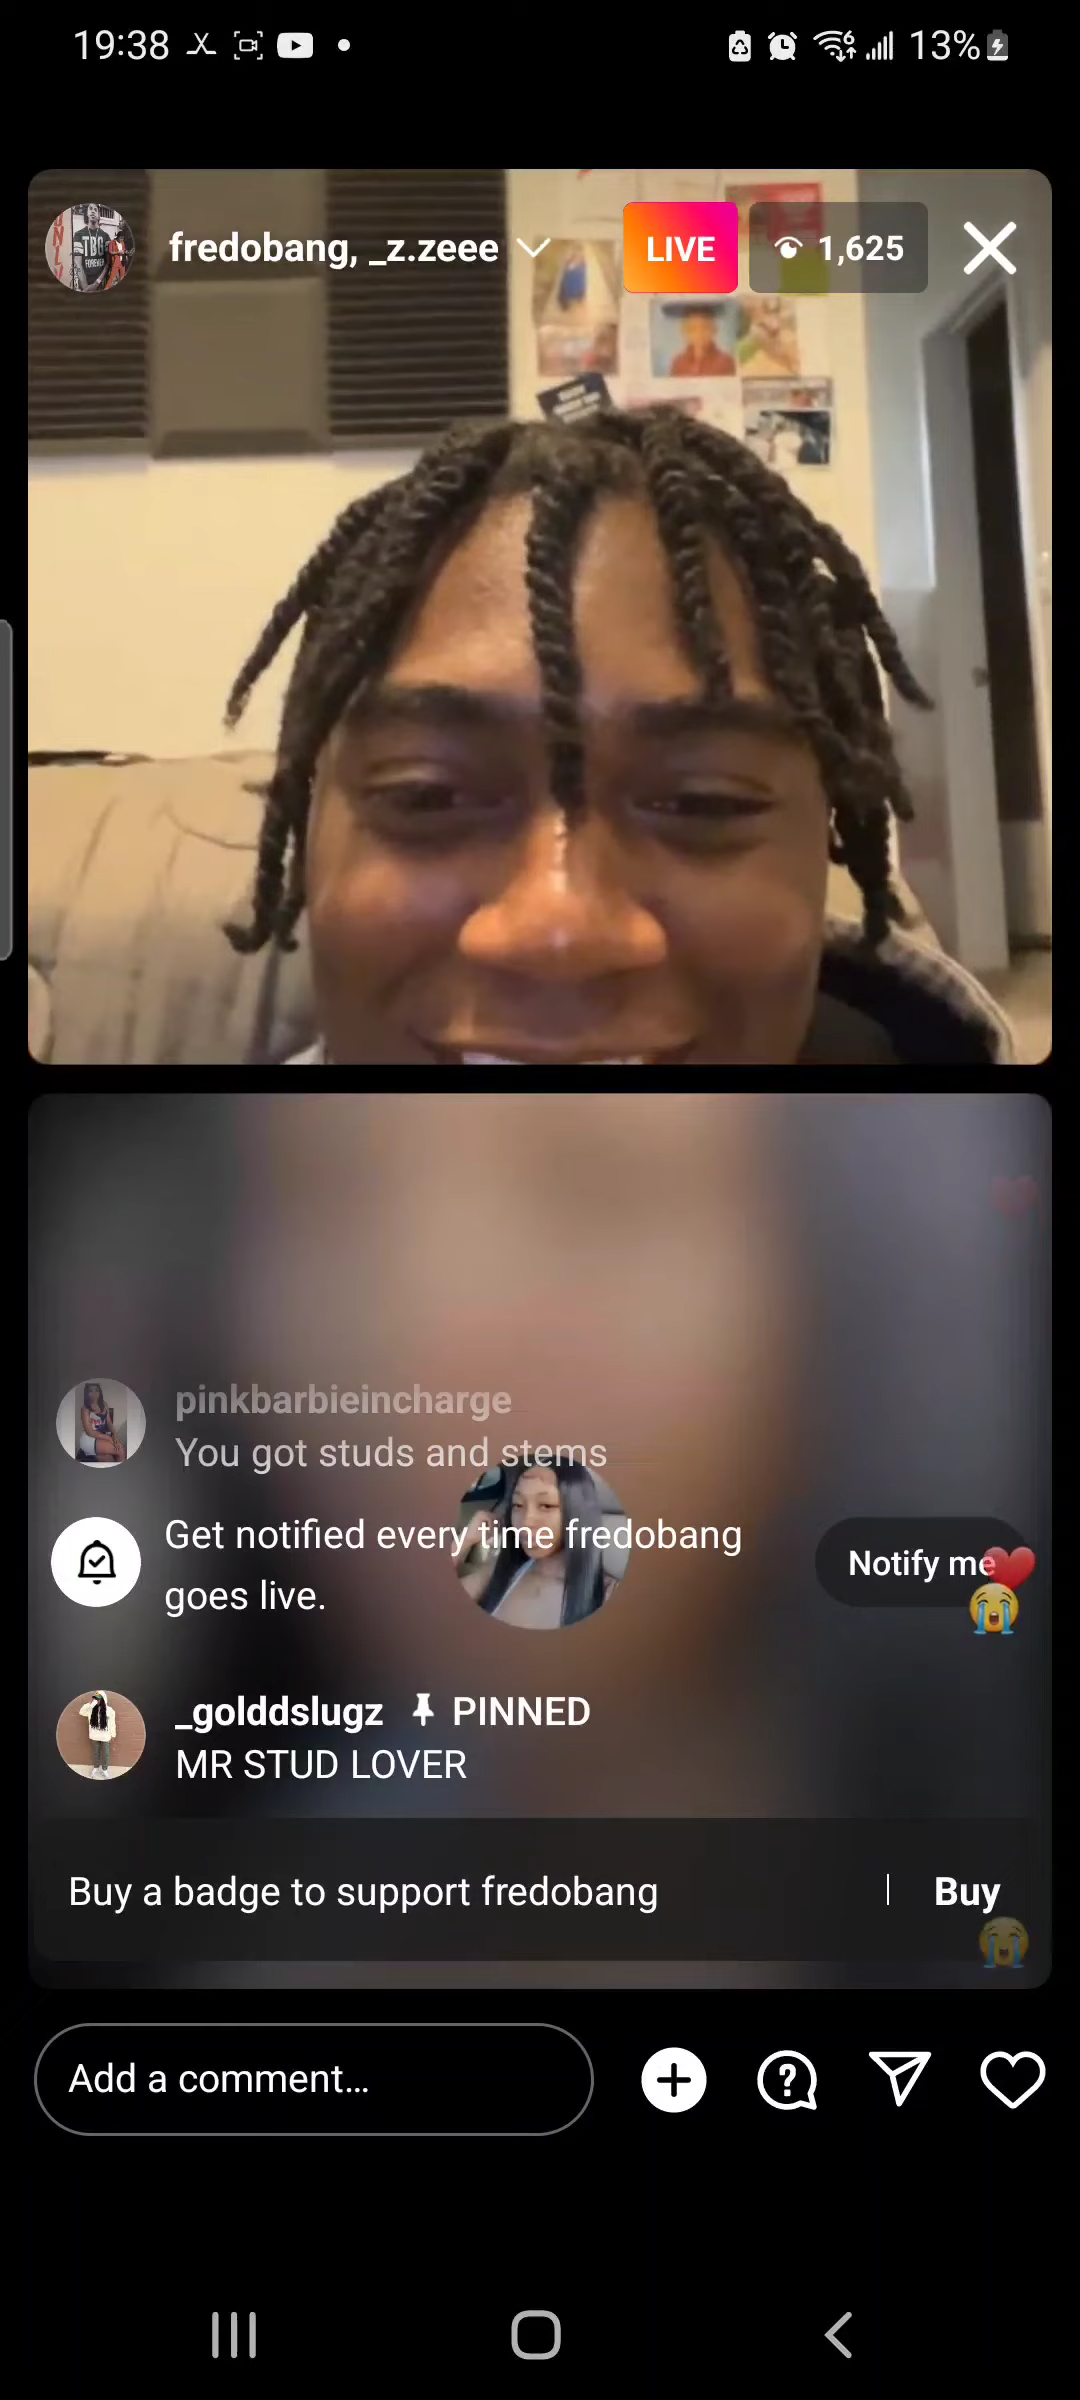 19:38
13%
fredobang, _z.zeee
LIVE
1,625
pinkbarbieincharge
You got studs and stems
Get notified every time fredobang
goes live.
Notify me
_golddslugz PINNED
MR STUD LOVER
Buy a badge to support fredobang
Buy
Add a comment...